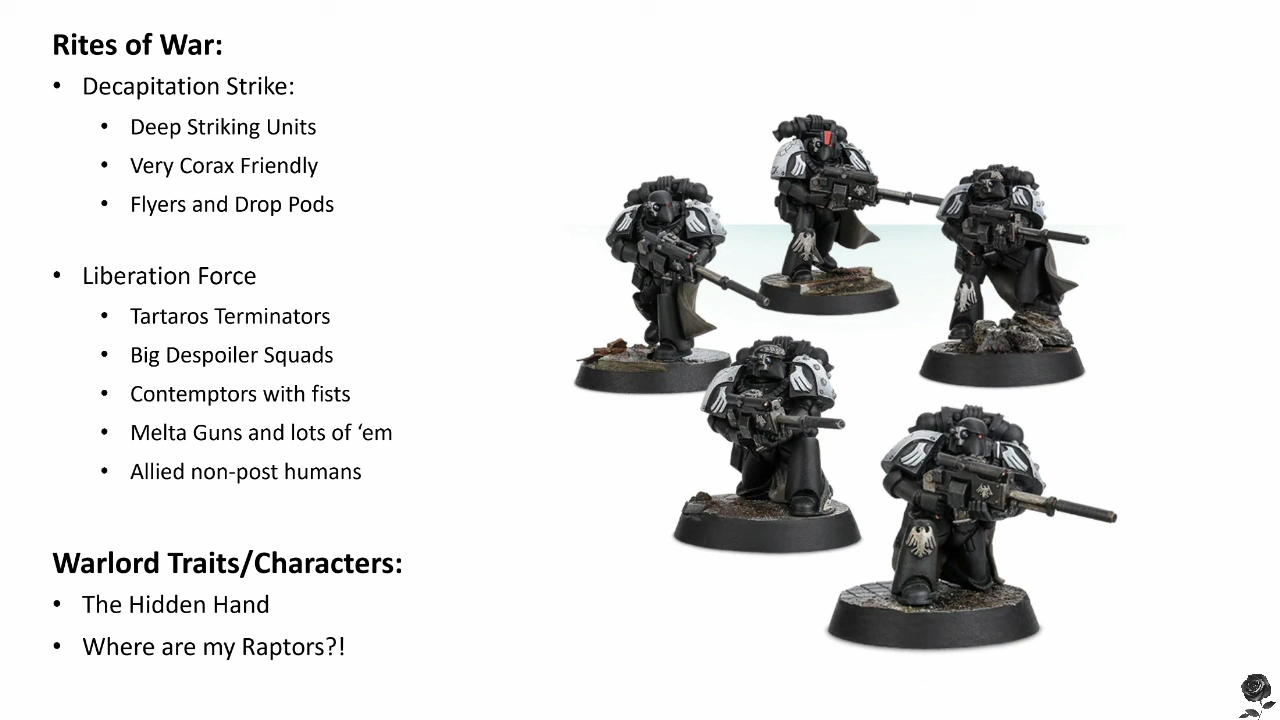 Rites of War:
• Decapitation Strike:
• Deep Striking Units
• Very Corax Friendly
• Flyers and Drop Pods
• Liberation Force
• Tartaros Terminators
• Big Despoiler Squads
• Contemptors with fists
• Melta Guns and lots of ‘em
• Allied non-post humans
Warlord Traits/Characters:
• The Hidden Hand
• Where are my Raptors?!